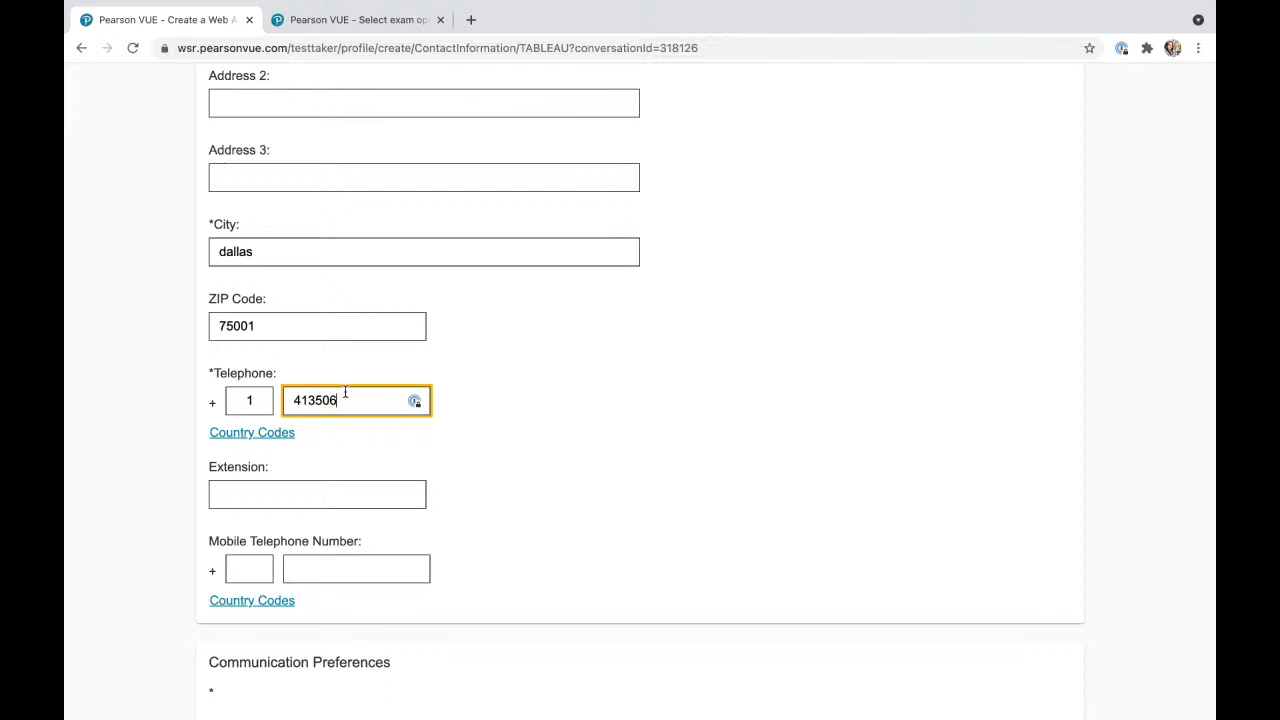 Pearson VUE - Create a Web A
Pearson VUE - Select exam op
wsr.pearsonvue.com/testtaker/profile/create/ContactInformation/TABLEAU?conversationId=318126
Address 2:
Address 3:
*City:
dallas
ZIP Code:
75001
*Telephone:
+ 1 413506
Country Codes
Extension:
Mobile Telephone Number:
+
Country Codes
Communication Preferences
*